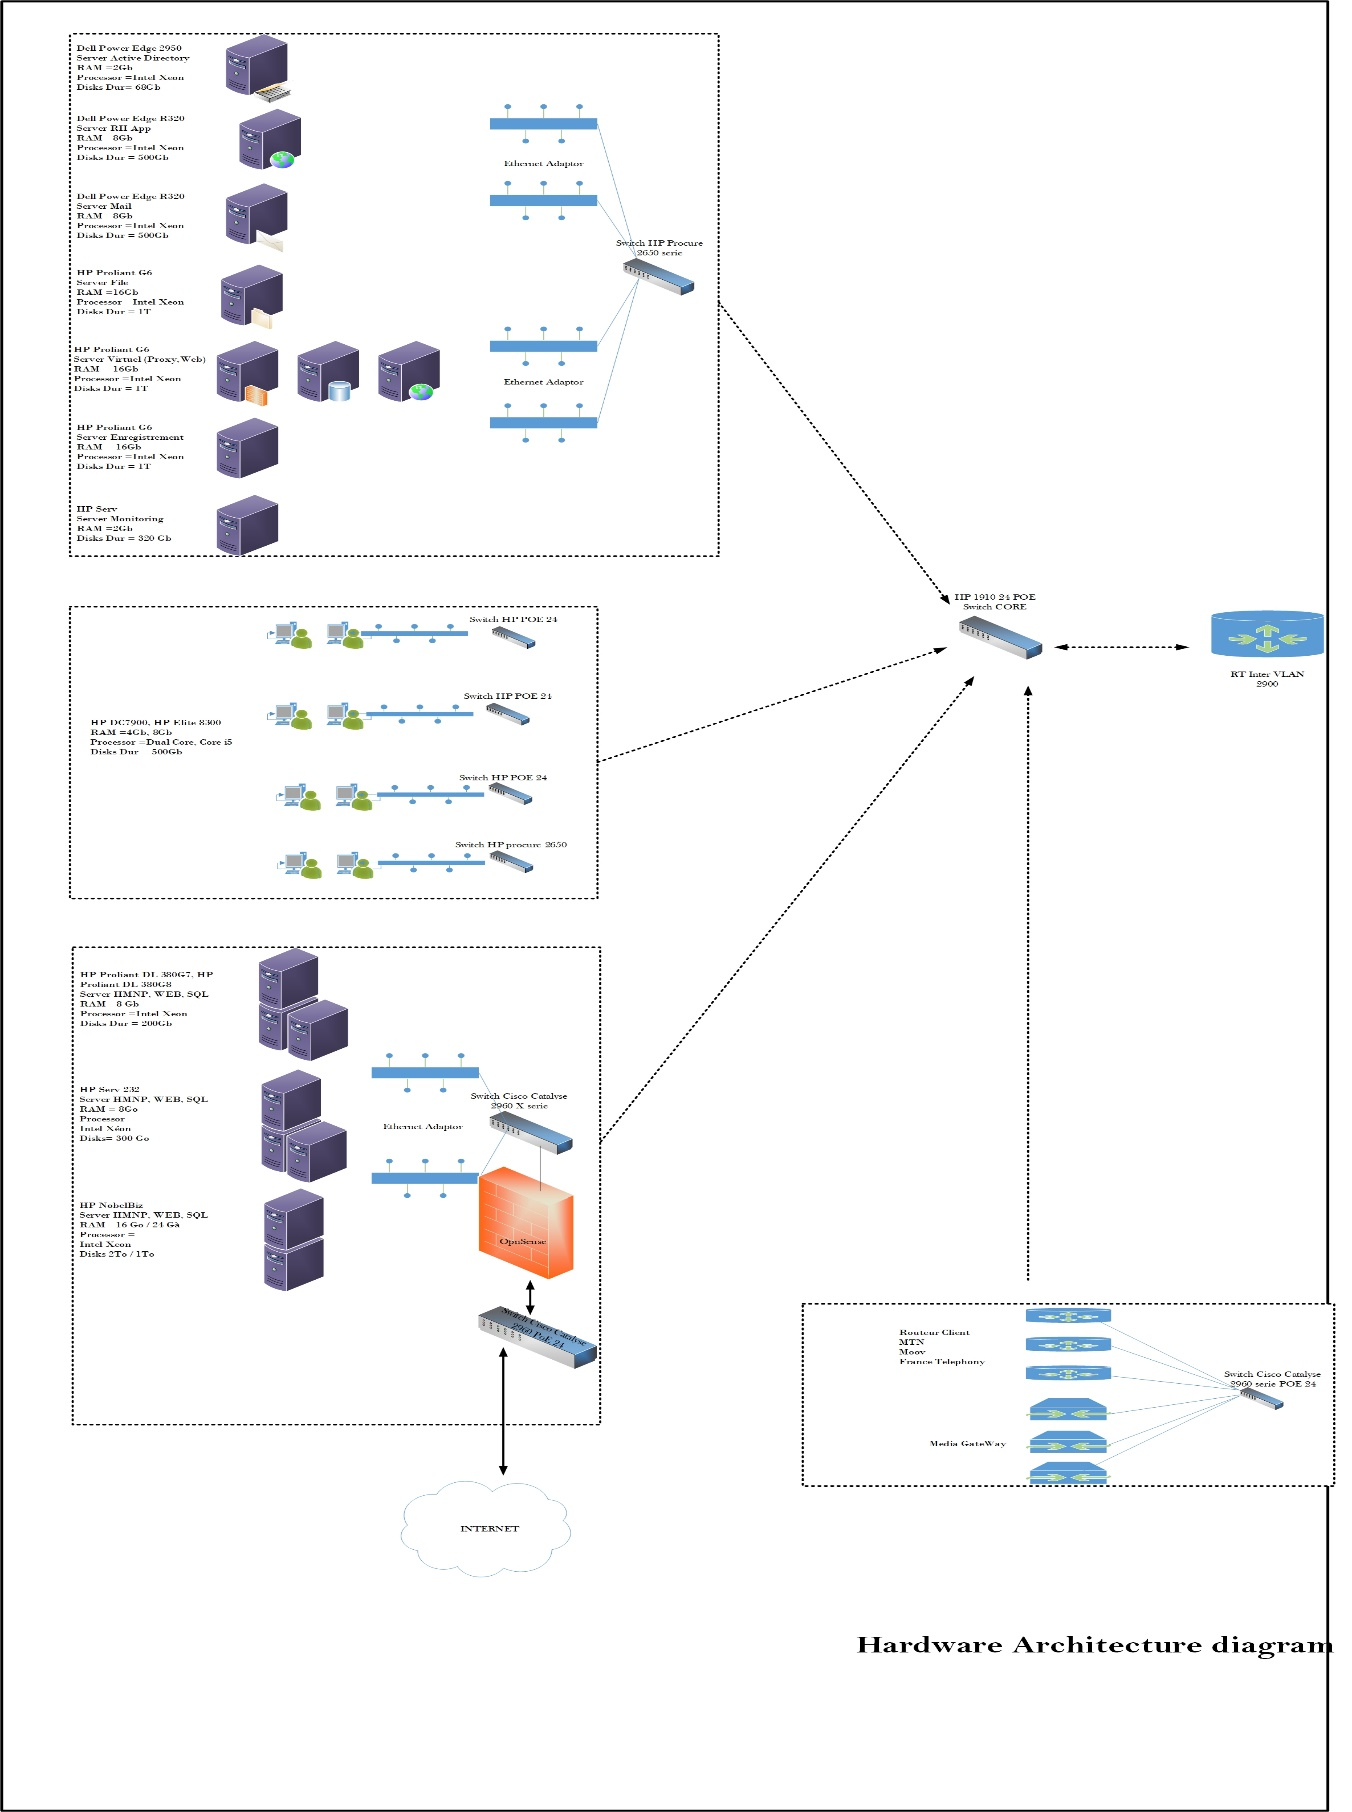 Dell Power Edge 2950
Server Active Directory
RAM =2Gb
Processor =Intel Xeon
Disks Dur= 68Gb
Dell Power Edge R320
Server RH App
RAM = 8Gb
Processor =Intel Xeon
Disks Dur = 500Gb
Ethernet Adaptor
Dell Power Edge R320
Server Mail
RAM = 8Gb
Processor =Intel Xeon
Disks Dur = 500Gb
Switch HP Procure
2650 serie
HP Proliant G6
Server File
RAM =16Gb
Processor =Intel Xeon
Disks Dur = 1T
HP Proliant G6
Server Virtuel (Proxy, Web)
RAM = 16Gb
Processor =Intel Xeon
Disks Dur = 1T
Ethernet Adaptor
HP Proliant G6
Server Enregistrement
RAM = 16Gb
Processor =Intel Xeon
Disks Dur = 1T
HP Serv
Server Monitoring
RAM =2Gb
Disks Dur = 320 Gb
HP 1910 24 POE
Switch CORE
RT Inter VLAN
2900
Switch HP POE 24
Switch HP POE 24
HP DC7900, HP Elite 8300
RAM =4Gb, 8Gb
Processor =Dual Core, Core i5
Disks Dur = 500Gb
Switch HP POE 24
Switch HP procure 2650
HP Proliant DL 380G7, HP
Proliant DL 380G8
Server HMNP, WEB, SQL
RAM = 8 Gb
Processor =Intel Xeon
Disks Dur = 200Gb
HP Serv 232
Server HMNP, WEB, SQL
RAM = 8Go
Processor
Intel Xéon
Disks= 300 Go
Switch Cisco Catalyse
2960 X serie
Ethernet Adaptor
HP NobelBiz
Server HMNP, WEB, SQL
RAM = 16 Go / 24 Gà
Processor =
Intel Xeon
Disks 2To / 1To
OpnSense
Switch Cisco Catalyse
2960 PoE 24
INTERNET
Routeur Client
MTN
Moov
France Telephony
Switch Cisco Catalyse
2960 serie POE 24
Media GateWay
Hardware Architecture diagram